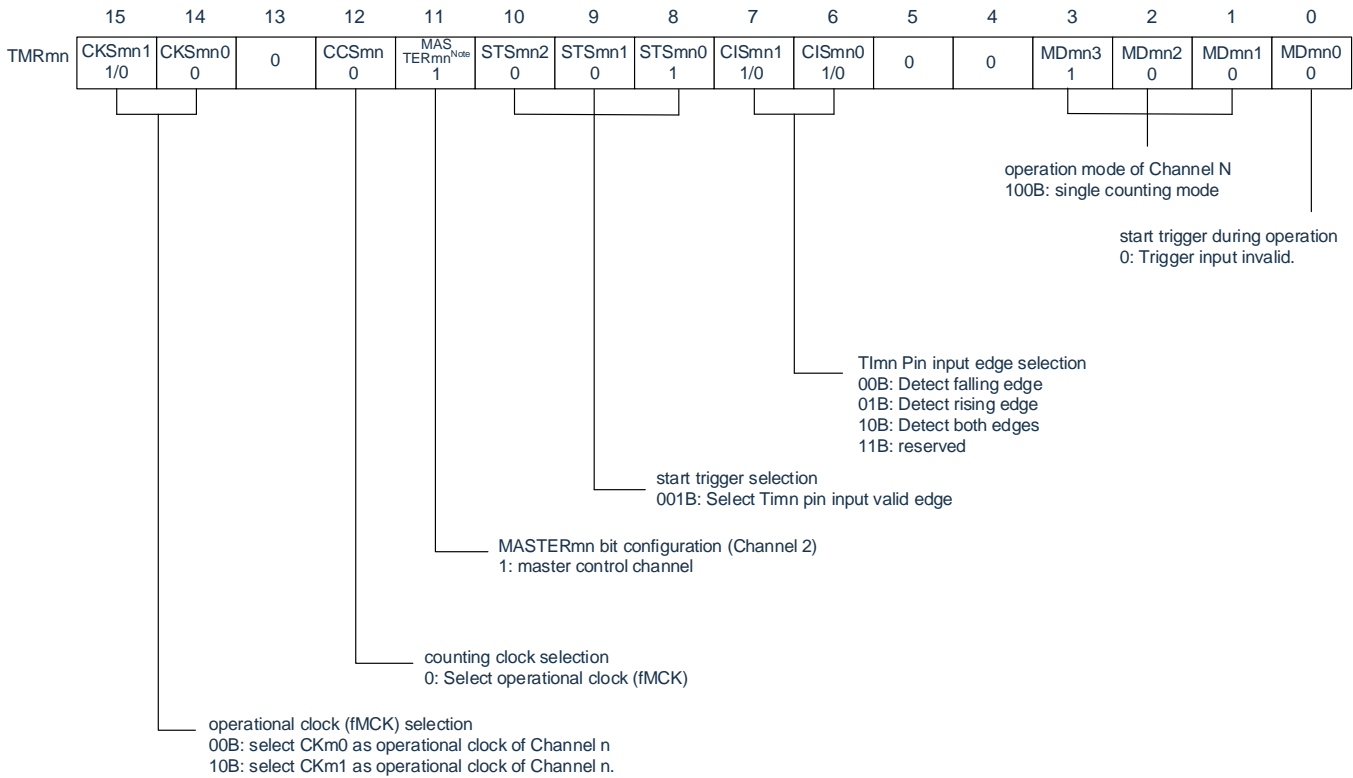 15 14 13 12 11 10 9 8 7 6 5 4 3 2 1 0
TMRmn CKSmn1 CKSmn0 0 CCSmn MAS TERmnNote STSmn2 STSmn1 STSmn0 CISmn1 CISmn0 0 0 MDmn3 MDmn2 MDmn1 MDmn0
1/0 0 0 1 0 0 1 1/0 1/0 1 0 0 0
operation mode of Channel N
100B: single counting mode
start trigger during operation
0: Trigger input invalid.
TImn Pin input edge selection
00B: Detect falling edge
01B: Detect rising edge
10B: Detect both edges
11B: reserved
start trigger selection
001B: Select Timn pin input valid edge
MASTERmn bit configuration (Channel 2)
1: master control channel
counting clock selection
0: Select operational clock (fMCK)
operational clock (fMCK) selection
00B: select CKm0 as operational clock of Channel n
10B: select CKm1 as operational clock of Channel n.